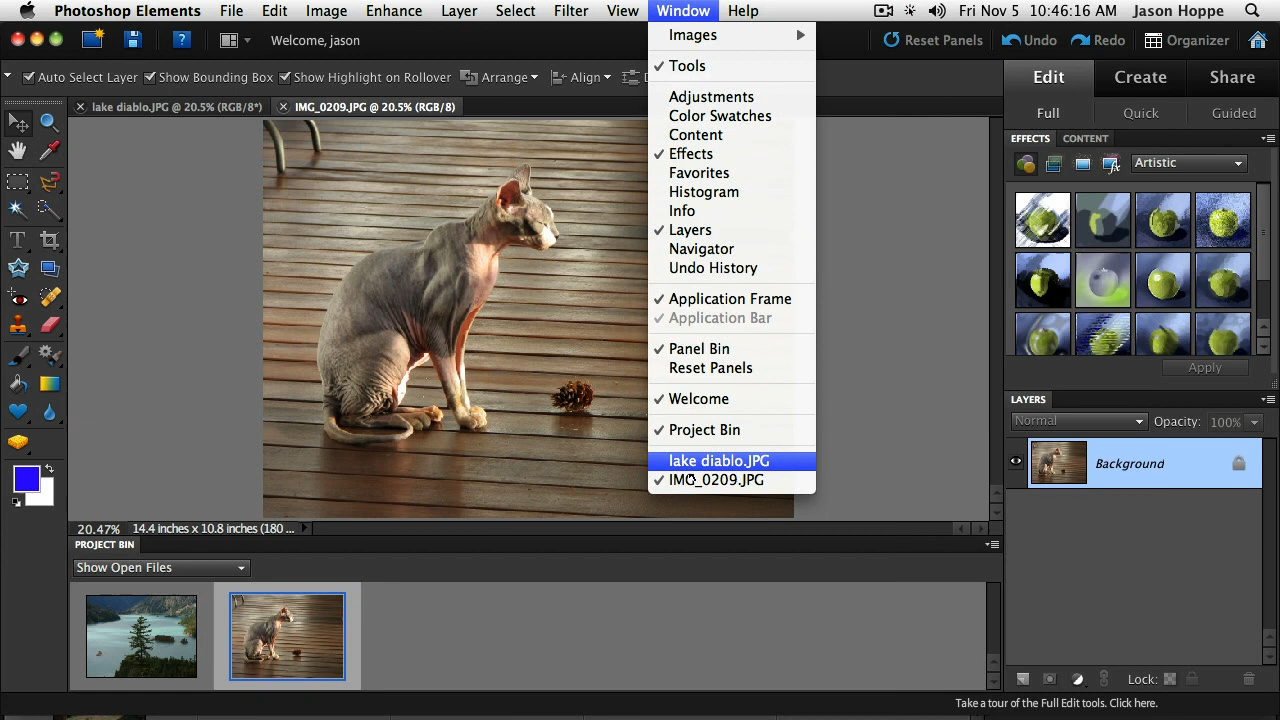 Photoshop Elements File Edit Image Enhance Layer Select Filter View Window Help Fri Nov 5 10:46:16 AM Jason Hoppe
Welcome, jason
Reset Panels Undo Redo Organizer
Auto Select Layer Show Bounding Box Show Highlight on Rollover Arrange Align
lake diablo.JPG @ 20.5% (RGB/8*) IMG_0209.JPG @ 20.5% (RGB/8)
Images
Tools
Adjustments
Color Swatches
Content
Effects
Favorites
Histogram
Info
Layers
Navigator
Undo History
Application Frame
Application Bar
Panel Bin
Reset Panels
Welcome
Project Bin
lake diablo.JPG
IMG_0209.JPG
Edit Create Share
Full Quick Guided
EFFECTS CONTENT
Artistic
Apply
LAYERS
Normal Opacity: 100%
Background
Lock:
20.47% 14.4 inches x 10.8 inches (180 ...
PROJECT BIN
Show Open Files
Take a tour of the Full Edit tools. Click here.